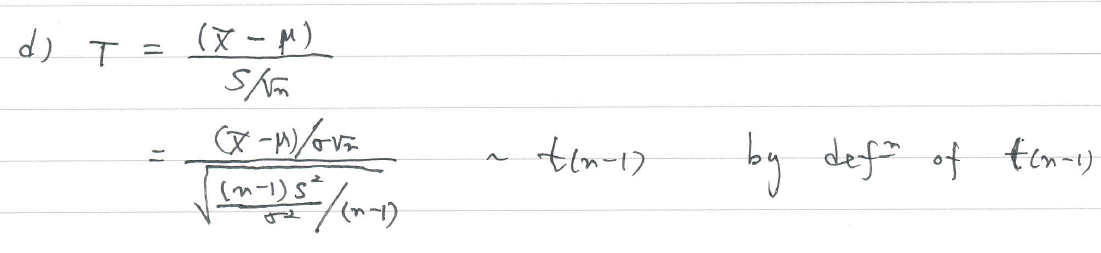 d) T = (X̄ - μ) / S/√n
= (X̄ - μ)/σ√n / √((n-1)S²/σ² / (n-1)) ~ t(n-1) by defⁿ of t(n-1)